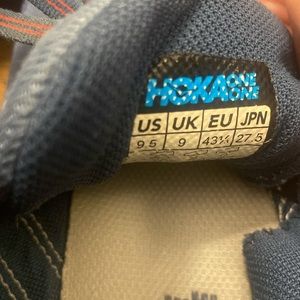 HOKA ONE ONE
US UK EU JPN
9.5 9 43⅓ 27.5